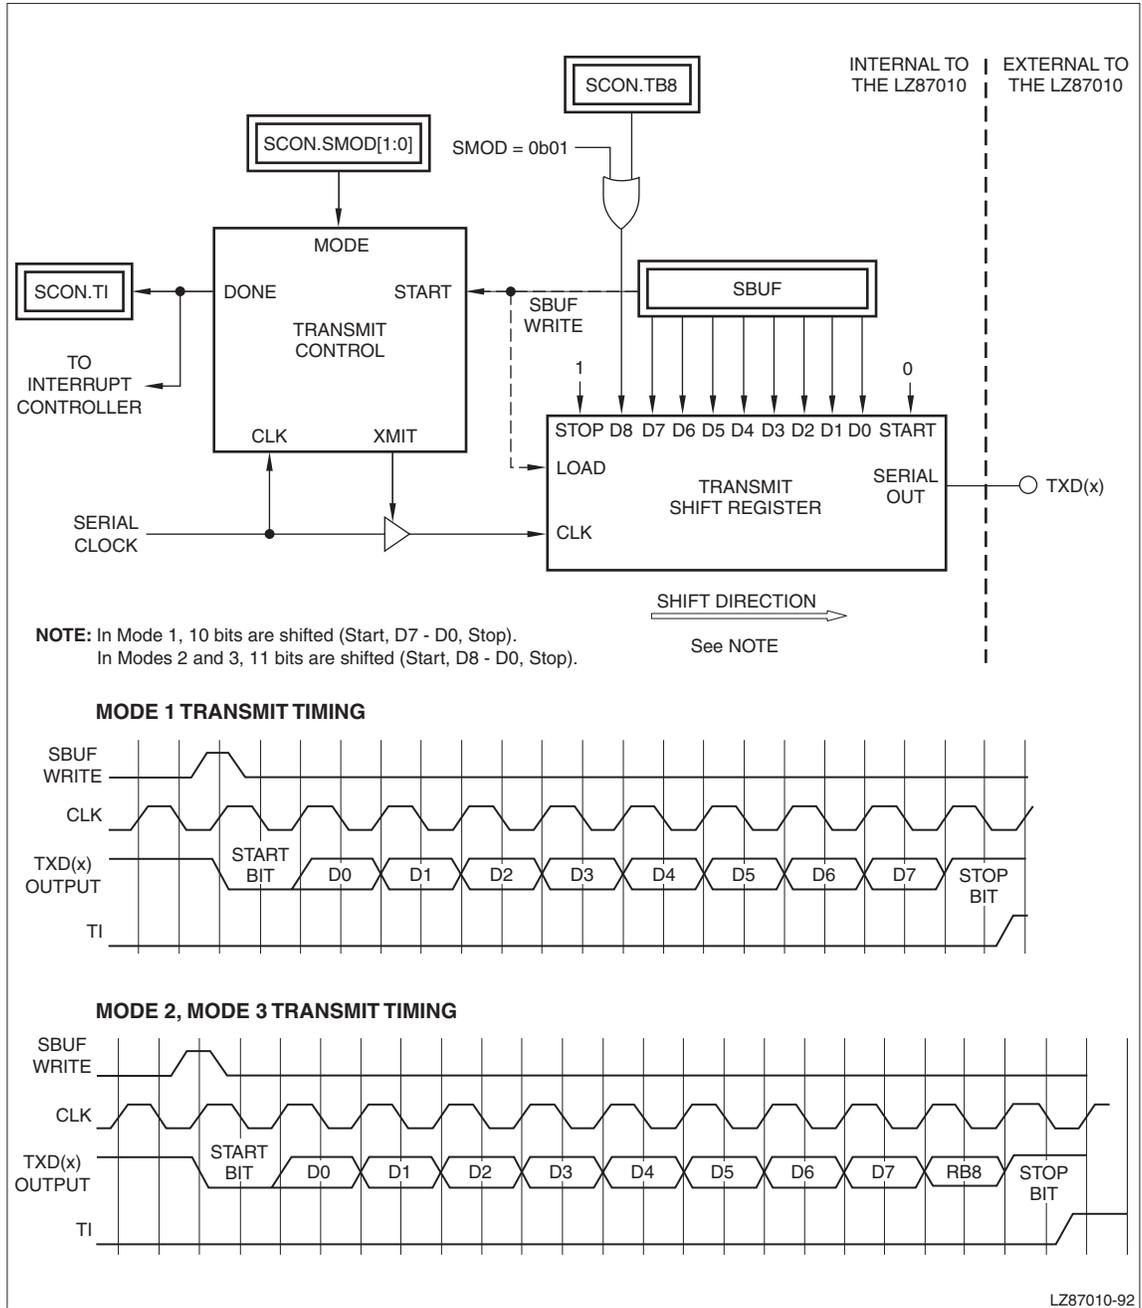 INTERNAL TO
THE LZ87010
EXTERNAL TO
THE LZ87010
SCON.TB8
SCON.SMOD[1:0]
SMOD = 0b01
MODE
SCON.TI
DONE
START
SBUF
WRITE
SBUF
TRANSMIT
CONTROL
TO
INTERRUPT
CONTROLLER
1
0
CLK
XMIT
STOP D8 D7 D6 D5 D4 D3 D2 D1 D0 START
LOAD
TRANSMIT
SHIFT REGISTER
SERIAL
OUT
TXD(x)
SERIAL
CLOCK
CLK
SHIFT DIRECTION
See NOTE
NOTE: In Mode 1, 10 bits are shifted (Start, D7 - D0, Stop).
In Modes 2 and 3, 11 bits are shifted (Start, D8 - D0, Stop).
MODE 1 TRANSMIT TIMING
SBUF
WRITE
CLK
TXD(x)
OUTPUT
START
BIT
D0 D1 D2 D3 D4 D5 D6 D7
STOP
BIT
TI
MODE 2, MODE 3 TRANSMIT TIMING
SBUF
WRITE
CLK
TXD(x)
OUTPUT
START
BIT
D0 D1 D2 D3 D4 D5 D6 D7 RB8
STOP
BIT
TI
LZ87010-92